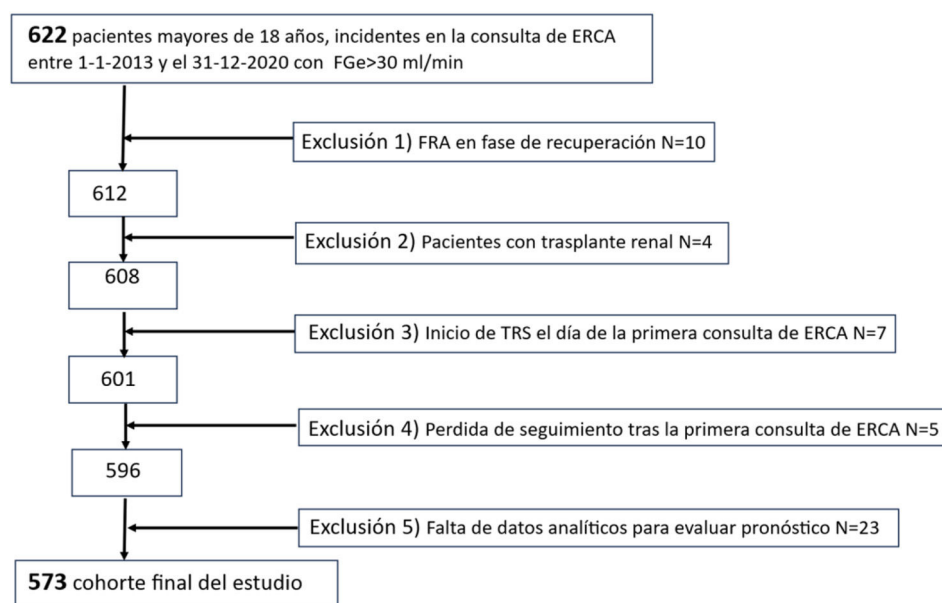 622 pacientes mayores de 18 años, incidentes en la consulta de ERCA
entre 1-1-2013 y el 31-12-2020 con FGe>30 ml/min
Exclusión 1) FRA en fase de recuperación N=10
612
Exclusión 2) Pacientes con trasplante renal N=4
608
Exclusión 3) Inicio de TRS el día de la primera consulta de ERCA N=7
601
Exclusión 4) Perdida de seguimiento tras la primera consulta de ERCA N=5
596
Exclusión 5) Falta de datos analíticos para evaluar pronóstico N=23
573 cohorte final del estudio